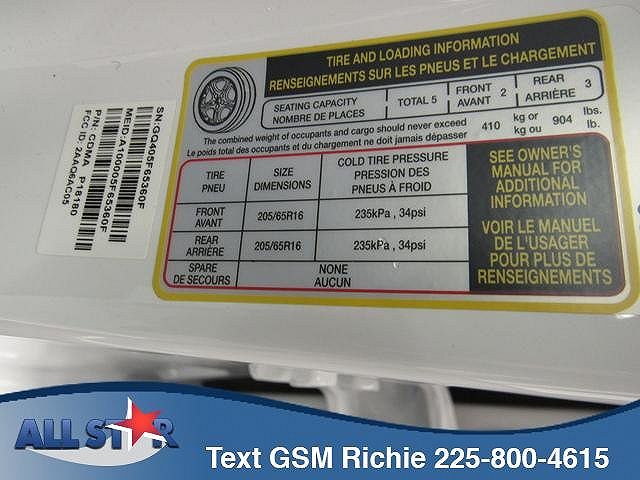 TIRE AND LOADING INFORMATION
RENSEIGNEMENTS SUR LES PNEUS ET LE CHARGEMENT
SEATING CAPACITY
NOMBRE DE PLACES
TOTAL 5
FRONT
AVANT 2
REAR
ARRIÈRE 3
The combined weight of occupants and cargo should never exceed
Le poids total des occupants et du chargement ne doit jamais dépasser
410 kg or
kg ou
904 lbs.
lb.
TIRE
PNEU
SIZE
DIMENSIONS
COLD TIRE PRESSURE
PRESSION DES
PNEUS À FROID
FRONT
AVANT
205/65R16
235kPa , 34psi
REAR
ARRIÈRE
205/65R16
235kPa , 34psi
SPARE
DE SECOURS
NONE
AUCUN
SEE OWNER'S
MANUAL FOR
ADDITIONAL
INFORMATION
VOIR LE MANUEL
DE L'USAGER
POUR PLUS DE
RENSEIGNEMENTS
MEID:A100005F65360F
P/N: CDMA P18180
ALL STAR
Text GSM Richie 225-800-4615